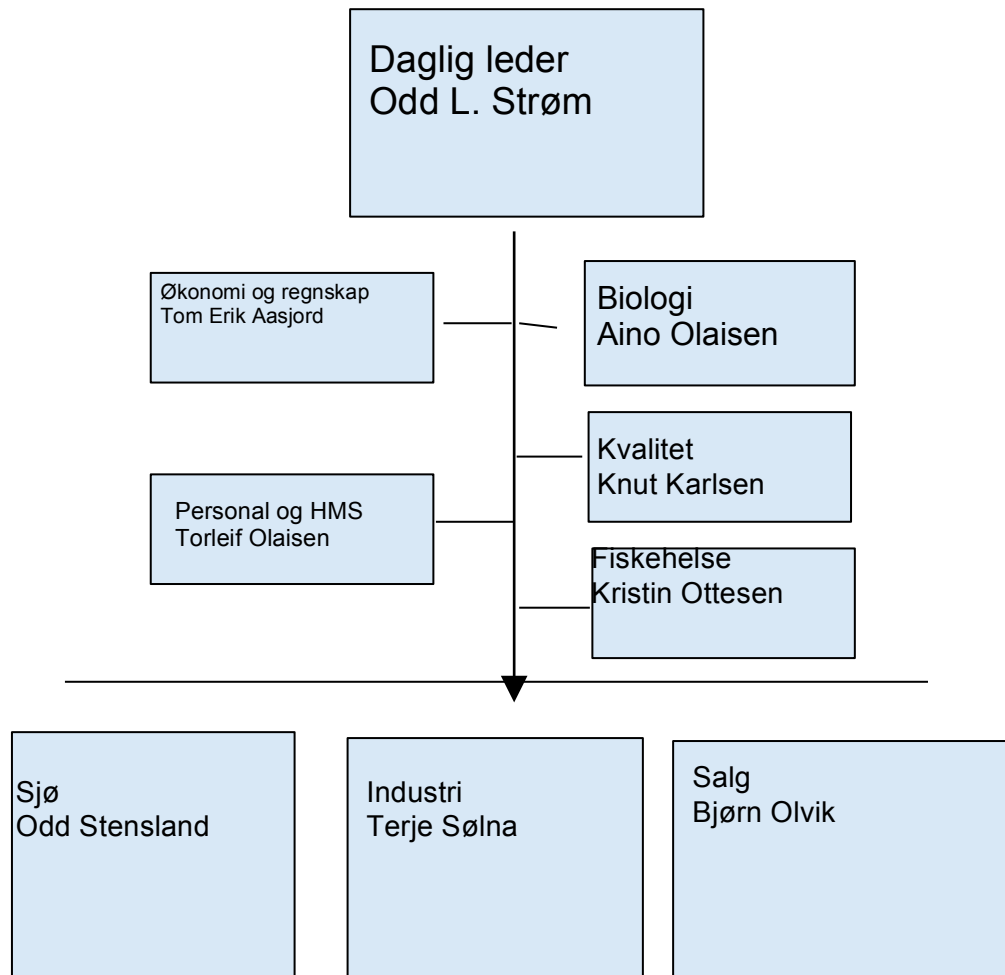 Daglig leder
Odd L. Strøm
Økonomi og regnskap
Tom Erik Aasjord
Biologi
Aino Olaisen
Kvalitet
Knut Karlsen
Personal og HMS
Torleif Olaisen
Fiskehelse
Kristin Ottesen
Sjø
Odd Stensland
Industri
Terje Sølna
Salg
Bjørn Olvik